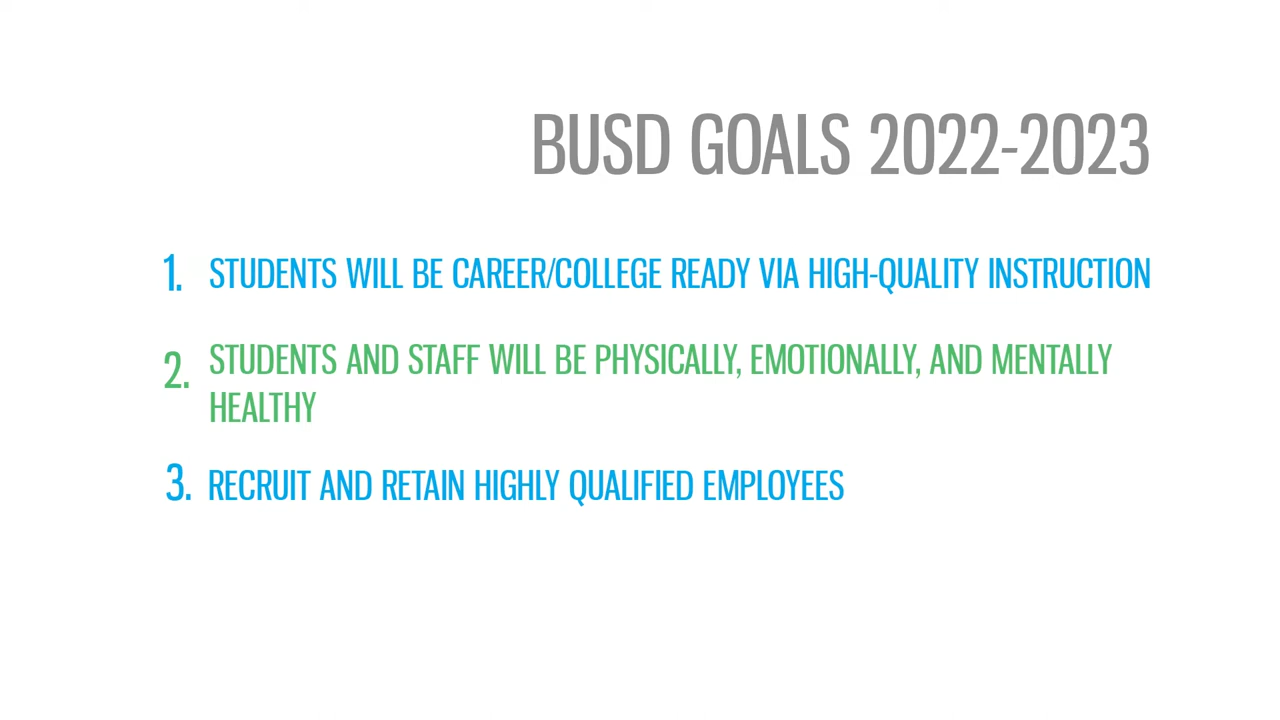 BUSD GOALS 2022-2023
1. STUDENTS WILL BE CAREER/COLLEGE READY VIA HIGH-QUALITY INSTRUCTION
2. STUDENTS AND STAFF WILL BE PHYSICALLY, EMOTIONALLY, AND MENTALLY
HEALTHY
3. RECRUIT AND RETAIN HIGHLY QUALIFIED EMPLOYEES